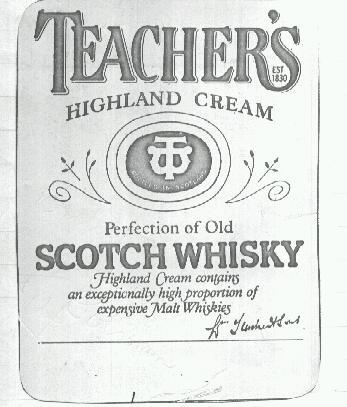 TEACHER'S
EST
1830
HIGHLAND CREAM
Perfection of Old
SCOTCH WHISKY
Highland Cream contains
an exceptionally high proportion of
expensive Malt Whiskies